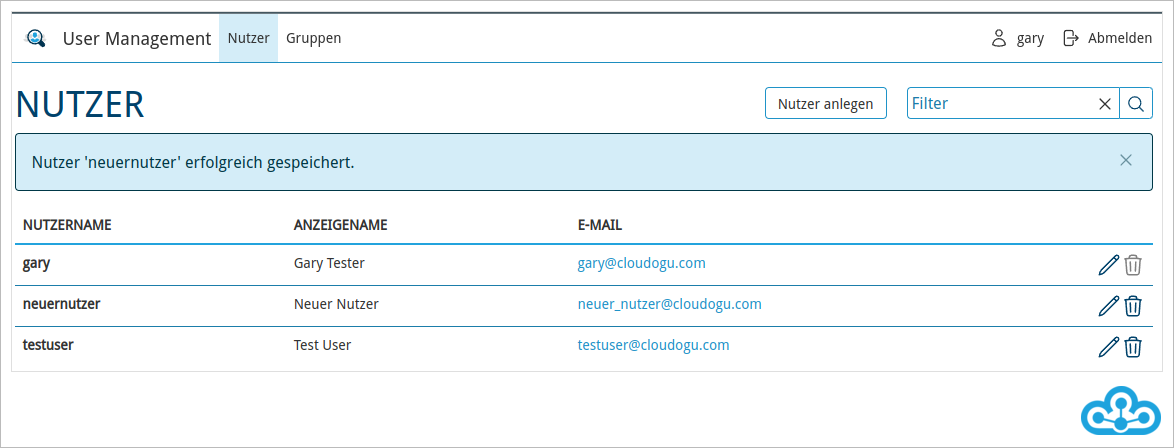 User Management Nutzer Gruppen gary Abmelden
NUTZER Nutzer anlegen Filter
Nutzer 'neuernutzer' erfolgreich gespeichert.
NUTZERNAME ANZEIGENAME E-MAIL
gary Gary Tester gary@cloudogu.com
neuernutzer Neuer Nutzer neuer_nutzer@cloudogu.com
testuser Test User testuser@cloudogu.com